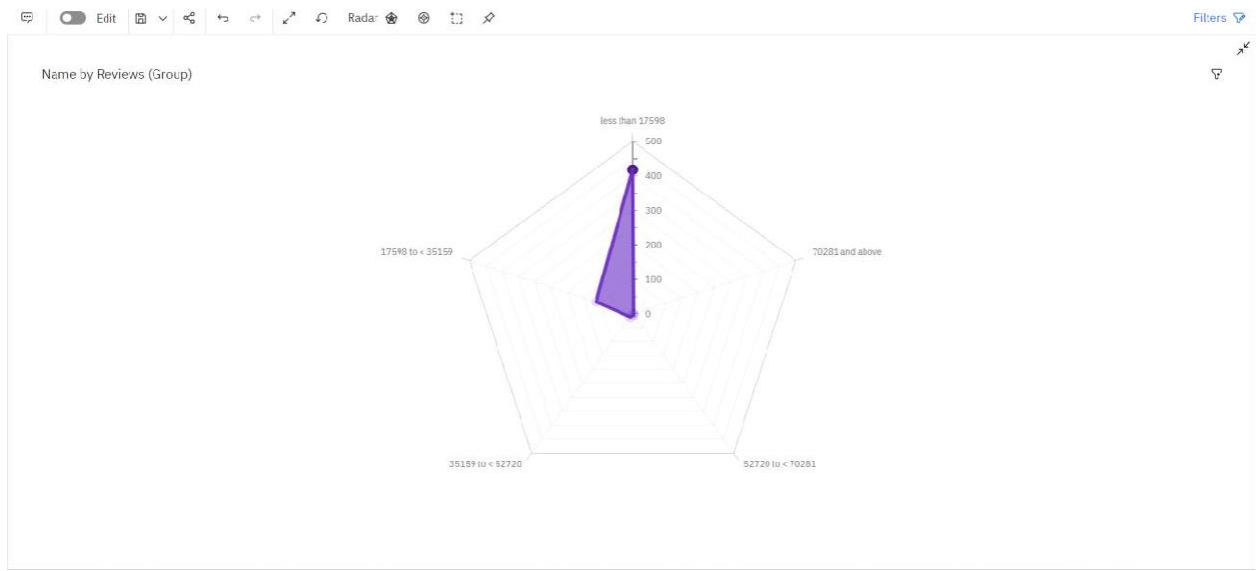 Edit
Radar
Filters
Name by Reviews (Group)
less than 17598
500
400
300
200
100
0
17598 to < 35159
70281 and above
35159 to < 52720
52720 to < 70281